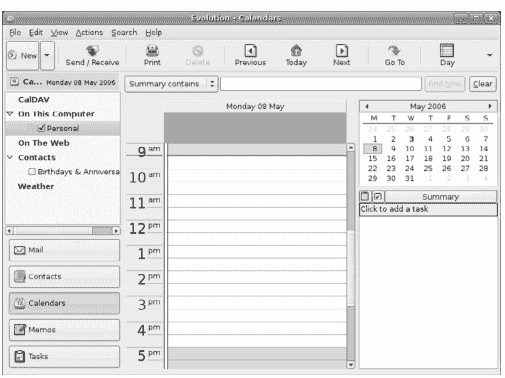 Evolution - Calendars
File Edit View Actions Search Help
New Send / Receive Print Delete Previous Today Next Go To Day
Ca... Monday 08 May 2006 Summary contains Find Now Clear
CalDAV
On This Computer
Personal
On The Web
Contacts
Birthdays & Anniversa
Weather
Mail
Contacts
Calendars
Memos
Tasks
Monday 08 May
9 am
10 am
11 am
12 pm
1 pm
2 pm
3 pm
4 pm
5 pm
May 2006
M T W T F S S
24 25 26 27 28 29 30
1 2 3 4 5 6 7
8 9 10 11 12 13 14
15 16 17 18 19 20 21
22 23 24 25 26 27 28
29 30 31 1 2 3 4
Summary
Click to add a task